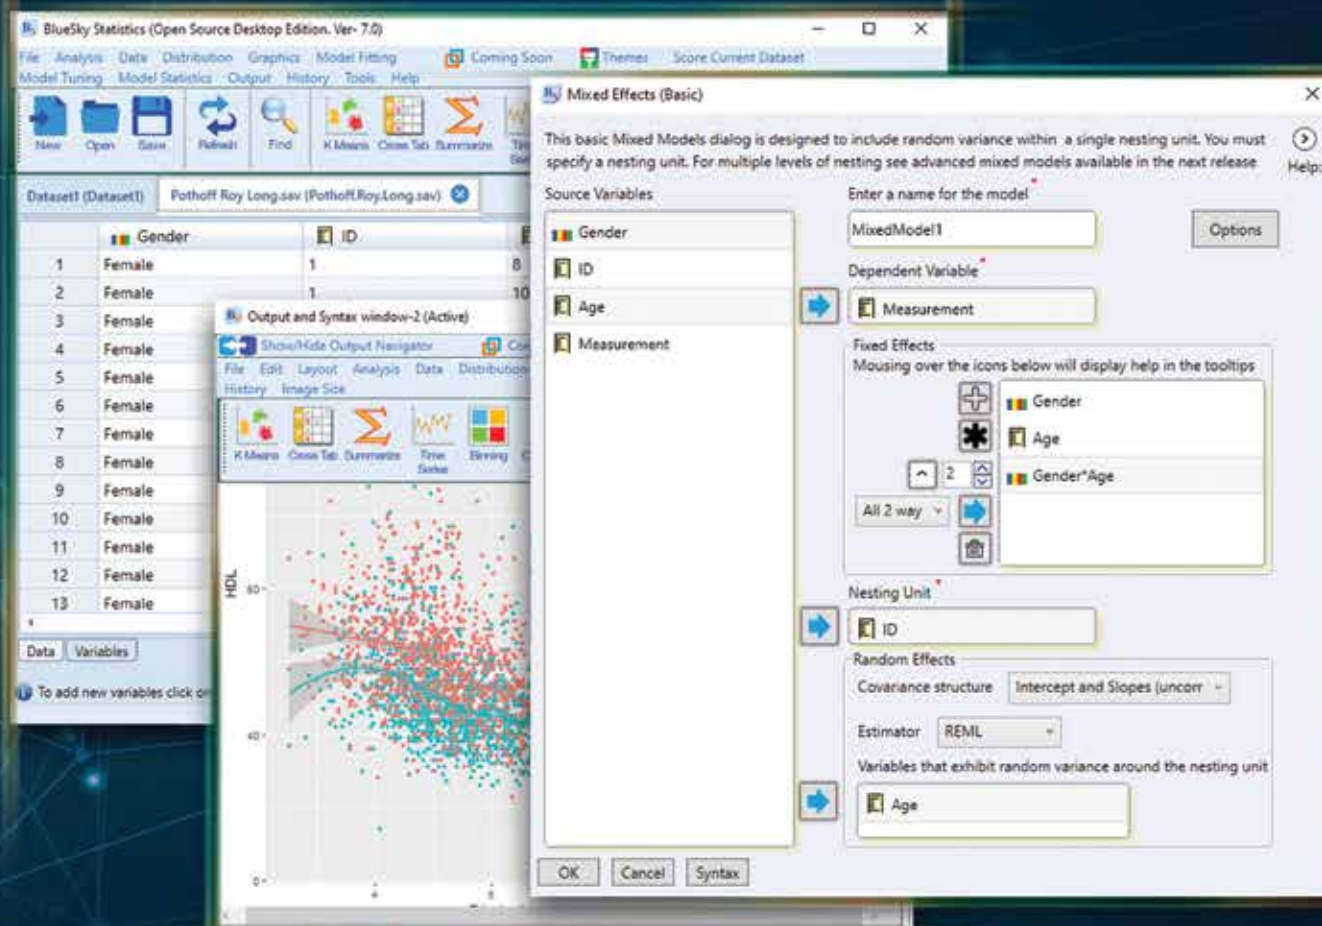 BlueSky Statistics (Open Source Desktop Edition. Ver- 7.0)
File Analysis Data Distribution Graphics Model Fitting Coming Soon Themes Score Current Dataset
Model Tuning Model Statistics Output History Tools Help
New Open Save Refresh Find K Means Cross Tab Summarize
Dataset1 (Dataset1) Pothoff Roy Long.sav (Pothoff.Roy.Long.sav)
Gender ID
1 Female 1 8
2 Female 1 10
3 Female
4 Female
5 Female
6 Female
7 Female
8 Female
9 Female
10 Female
11 Female
12 Female
13 Female
Data Variables
To add new variables click
Output and Syntax window-2 (Active)
Show/Hide Output Navigator
File Edit Layout Analysis Data Distribution
History Image Size
K Means Cross Tab Summarize Time Binning
Series
HDL
60
40
0
4
Mixed Effects (Basic)
This basic Mixed Models dialog is designed to include random variance within a single nesting unit. You must
specify a nesting unit. For multiple levels of nesting see advanced mixed models available in the next release
Help:
Source Variables
Gender
ID
Age
Measurement
Enter a name for the model*
MixedModel1
Options
Dependent Variable*
Measurement
Fixed Effects
Mousing over the icons below will display help in the tooltips
Gender
Age
2
Gender*Age
All 2 way
Nesting Unit*
ID
Random Effects
Covariance structure Intercept and Slopes (uncorr
Estimator REML
Variables that exhibit random variance around the nesting unit
Age
OK Cancel Syntax